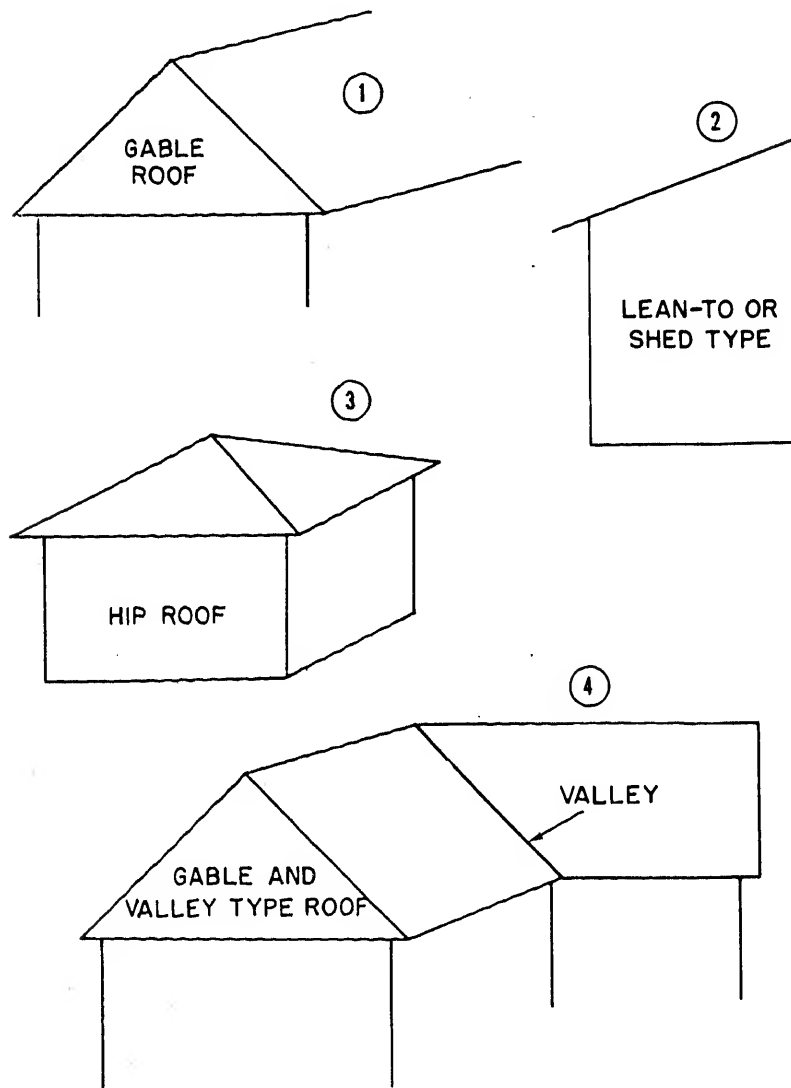 1
GABLE
ROOF
2
LEAN-TO OR
SHED TYPE
3
HIP ROOF
4
VALLEY
GABLE AND
VALLEY TYPE ROOF